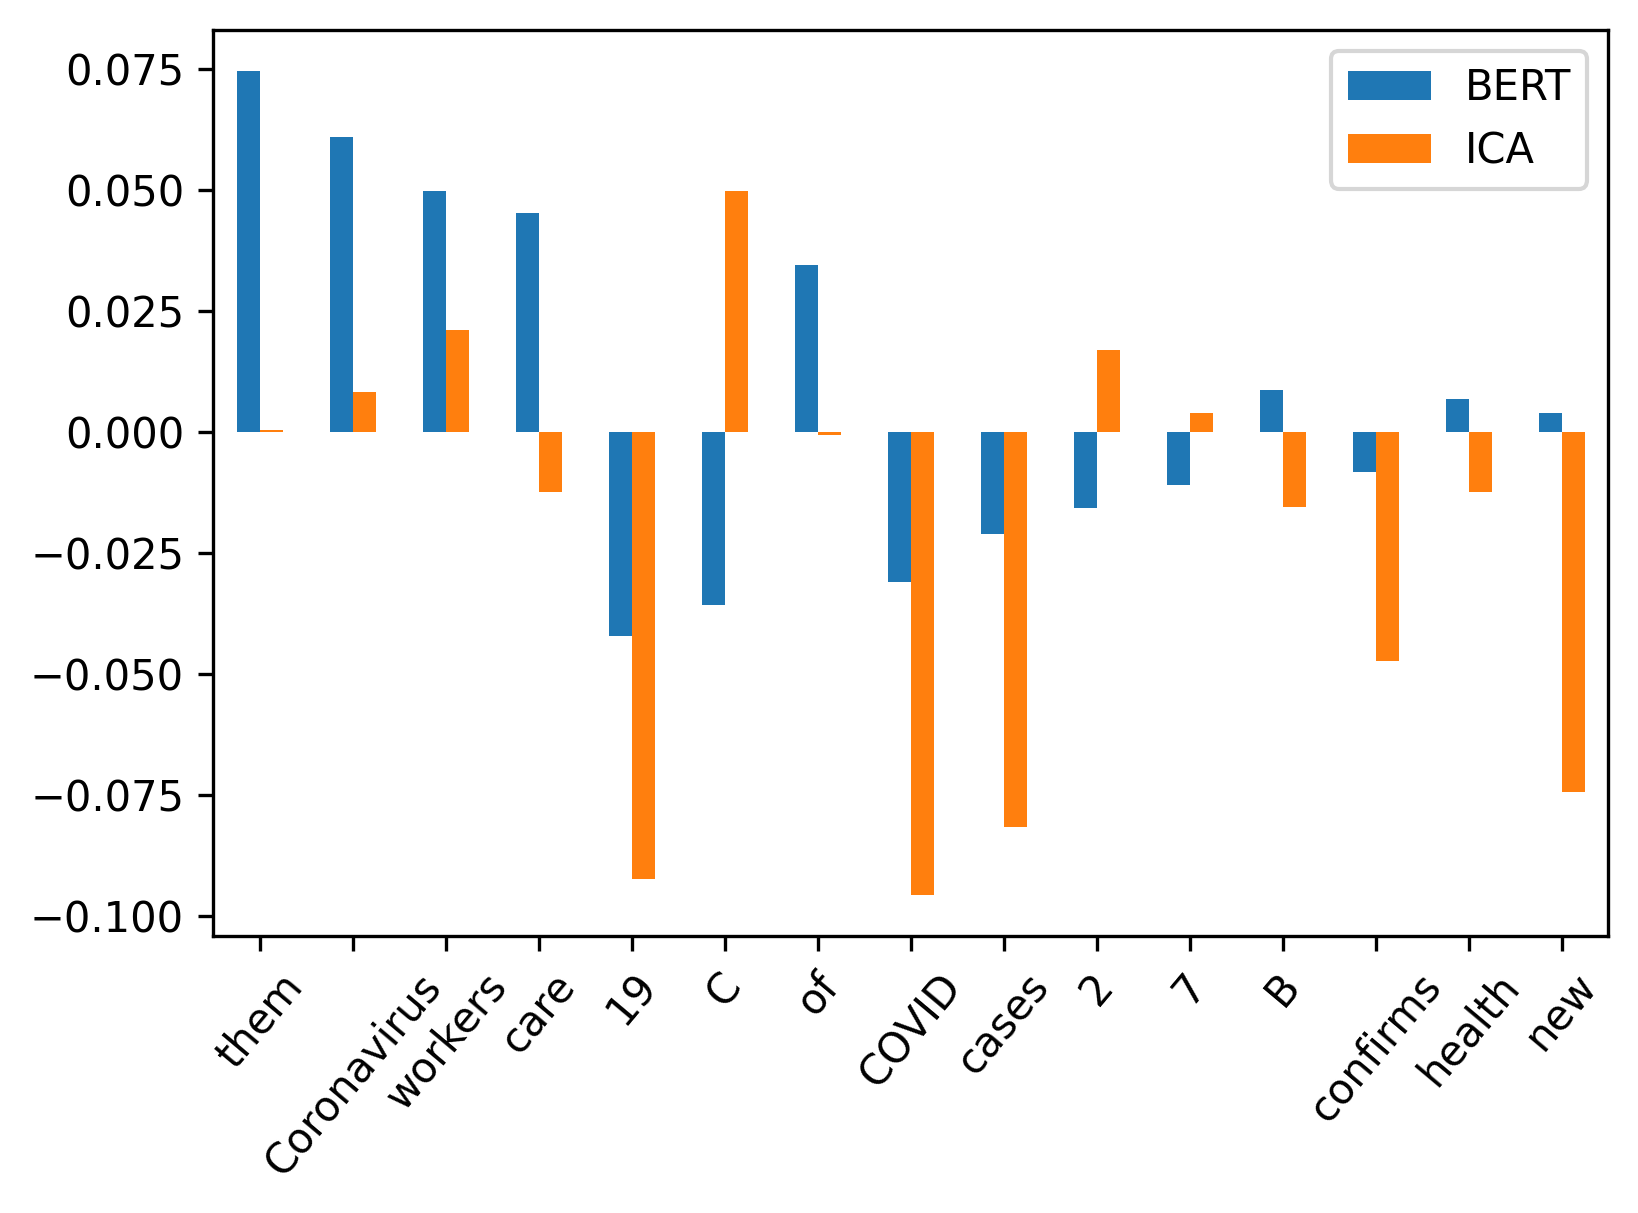 BERT
ICA
0.075
0.050
0.025
0.000
−0.025
−0.050
−0.075
−0.100
them
Coronavirus
workers
care
19
C
of
COVID
cases
2
7
B
confirms
health
new